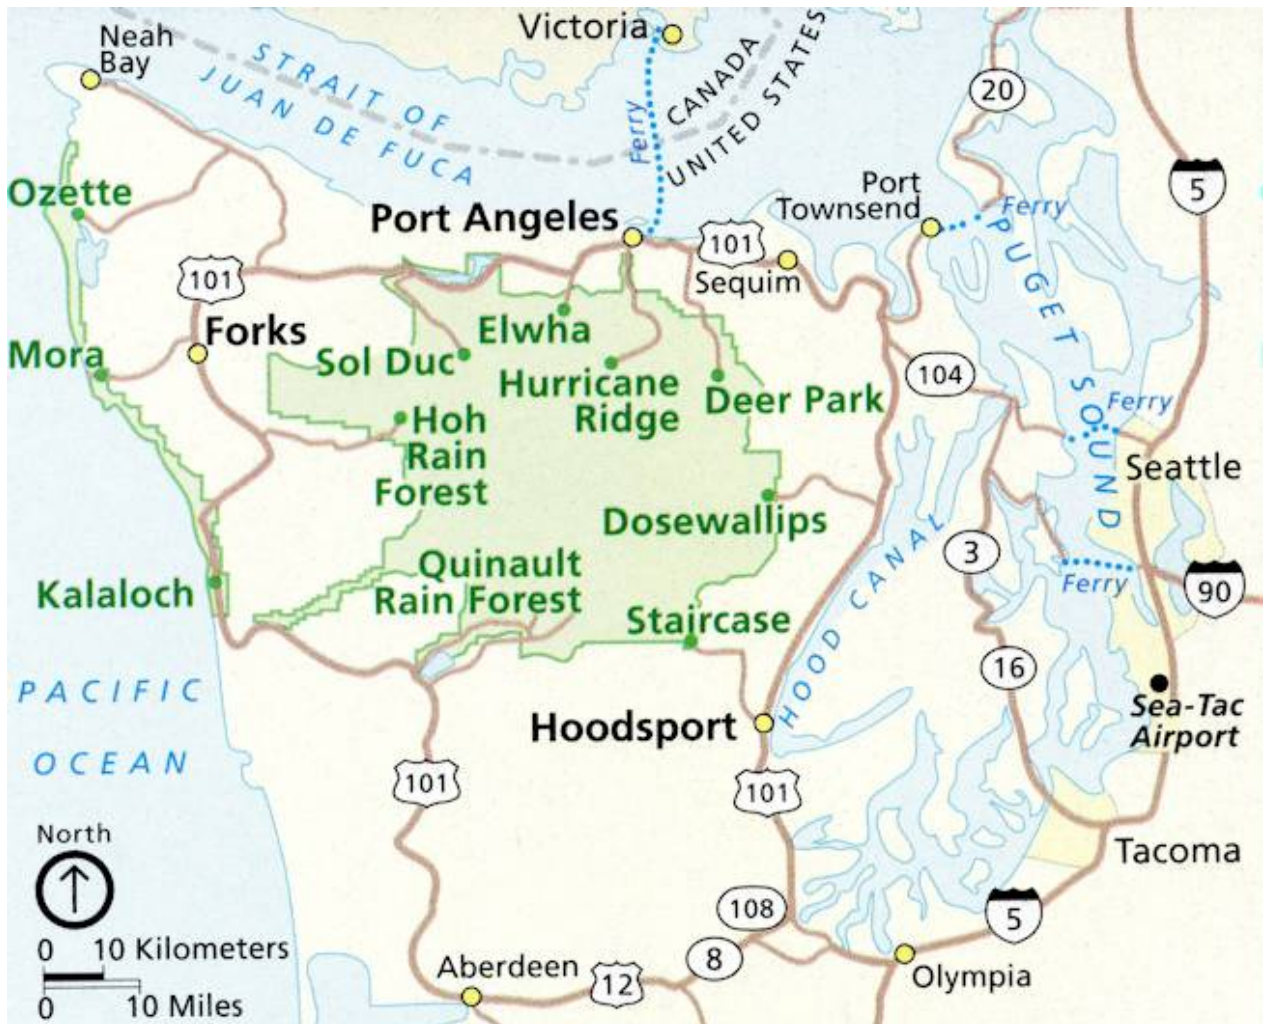 Neah
Bay
STRAIT OF
JUAN DE FUCA
Victoria
Ferry
CANADA
UNITED STATES
20
5
Ozette
Port Angeles
101
Sequim
Port
Townsend
Ferry
PUGET SOUND
101
Forks
Mora
Sol Duc
Elwha
Hurricane
Ridge
Deer Park
104
Ferry
Seattle
Hoh
Rain
Forest
Dosewallips
HOOD CANAL
3
Ferry
90
Kalaloch
Quinault
Rain Forest
Staircase
16
PACIFIC
OCEAN
Hoodsport
Sea-Tac
Airport
101
101
North
0 10 Kilometers
0 10 Miles
Tacoma
108
8
5
Aberdeen
12
Olympia